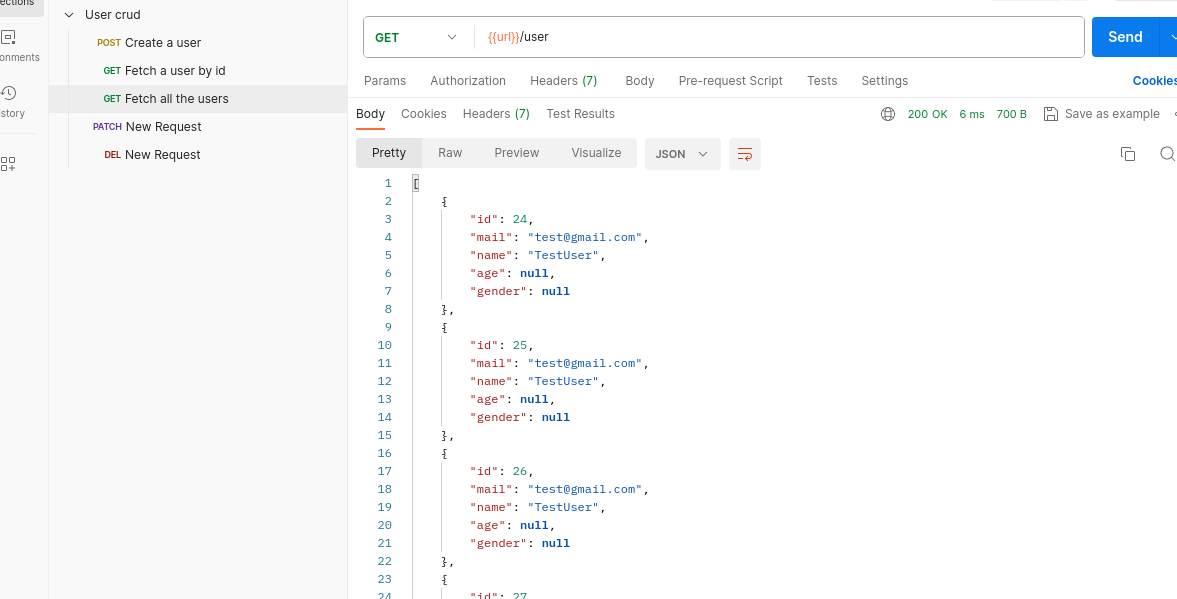 User crud
POST Create a user
GET Fetch a user by id
GET Fetch all the users
PATCH New Request
DEL New Request
GET {{url}}/user Send
Params Authorization Headers (7) Body Pre-request Script Tests Settings Cookies
Body Cookies Headers (7) Test Results 200 OK 6 ms 700 B Save as example
Pretty Raw Preview Visualize JSON
1 [
2 {
3 "id": 24,
4 "mail": "test@gmail.com",
5 "name": "TestUser",
6 "age": null,
7 "gender": null
8 },
9 {
10 "id": 25,
11 "mail": "test@gmail.com",
12 "name": "TestUser",
13 "age": null,
14 "gender": null
15 },
16 {
17 "id": 26,
18 "mail": "test@gmail.com",
19 "name": "TestUser",
20 "age": null,
21 "gender": null
22 },
23 {
24 "id": 27